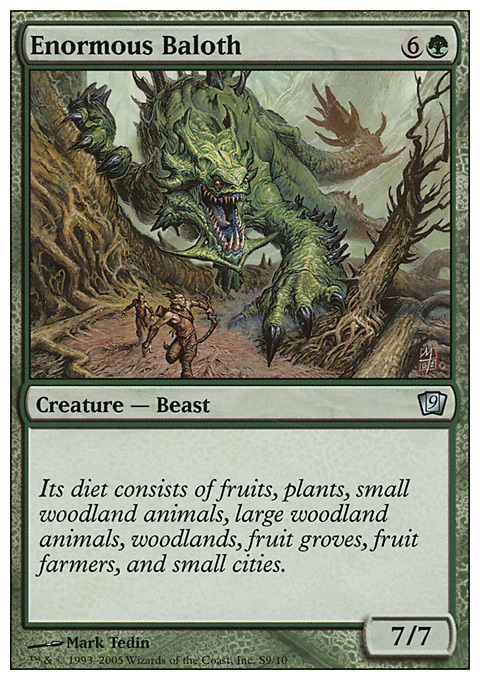 Enormous Baloth
6
Creature — Beast
9
Its diet consists of fruits, plants, small
woodland animals, large woodland
animals, woodlands, fruit groves, fruit
farmers, and small cities.
7/7
Mark Tedin
™ & © 1993–2005 Wizards of the Coast, Inc. S9/10